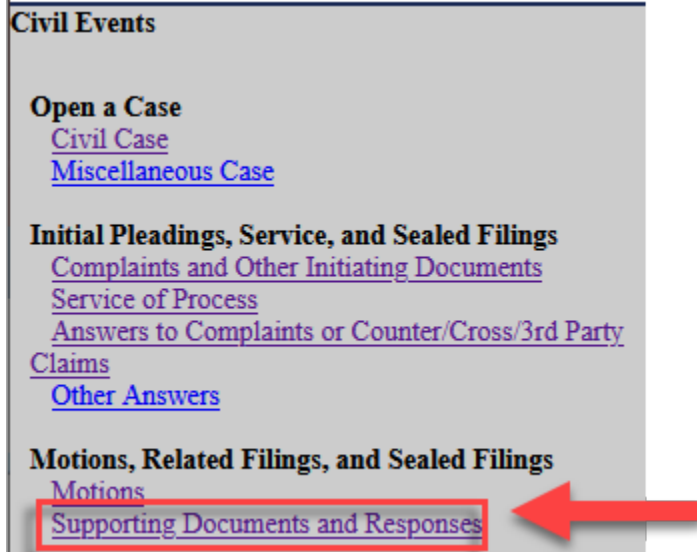 Civil Events
Open a Case
Civil Case
Miscellaneous Case
Initial Pleadings, Service, and Sealed Filings
Complaints and Other Initiating Documents
Service of Process
Answers to Complaints or Counter/Cross/3rd Party
Claims
Other Answers
Motions, Related Filings, and Sealed Filings
Motions
Supporting Documents and Responses